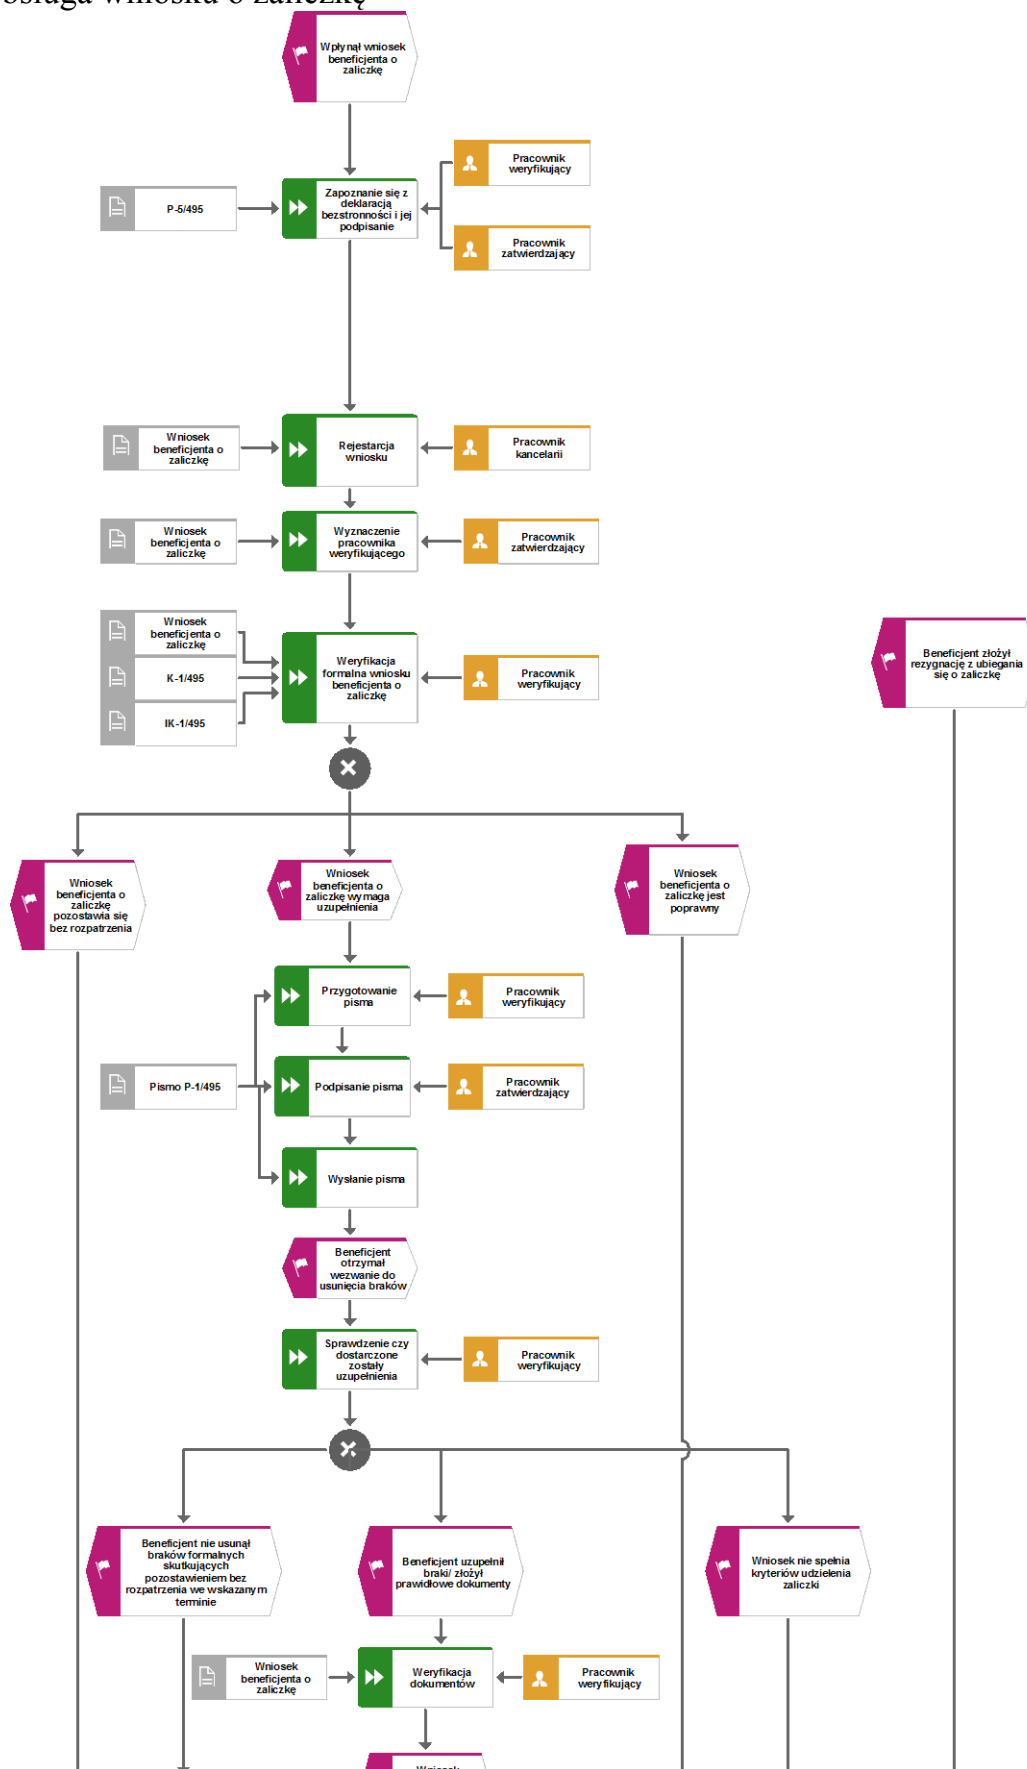 obsługa wniosku o zaliczkę
Wpłynął wniosek
beneficjenta o
zaliczkę
Pracownik
weryfikujący
P-5/495
Zapoznanie się z
deklaracją
bezstronności i jej
podpisanie
Pracownik
zatwierdzający
Wniosek
beneficjenta o
zaliczkę
Rejestarcja
wniosku
Pracownik
kancelarii
Wniosek
beneficjenta o
zaliczkę
Wyznaczenie
pracownika
weryfikującego
Pracownik
zatwierdzający
Wniosek
beneficjenta o
zaliczkę
K-1/495
IK-1/495
Weryfikacja
formalna wniosku
beneficjenta o
zaliczkę
Pracownik
weryfikujący
Beneficjent złożył
rezygnację z ubiegania
się o zaliczkę
Wniosek
beneficjenta o
zaliczkę
pozostawia się
bez rozpatrzenia
Wniosek
beneficjenta o
zaliczkę wymaga
uzupełnienia
Wniosek
beneficjenta o
zaliczkę jest
poprawny
Przygotowanie
pisma
Pracownik
weryfikujący
Pismo P-1/495
Podpisanie pisma
Pracownik
zatwierdzający
Wysłanie pisma
Beneficjent
otrzymał
wezwanie do
usunięcia braków
Sprawdzenie czy
dostarczone
zostały
uzupełnienia
Pracownik
weryfikujący
Beneficjent nie usunął
braków formalnych
skutkujących
pozostawieniem bez
rozpatrzenia we wskazanym
terminie
Beneficjent uzupełnił
braki/ złożył
prawidłowe dokumenty
Wniosek nie spełnia
kryteriów udzielenia
zaliczki
Wniosek
beneficjenta o
zaliczkę
Weryfikacja
dokumentów
Pracownik
weryfikujący
Wniosek